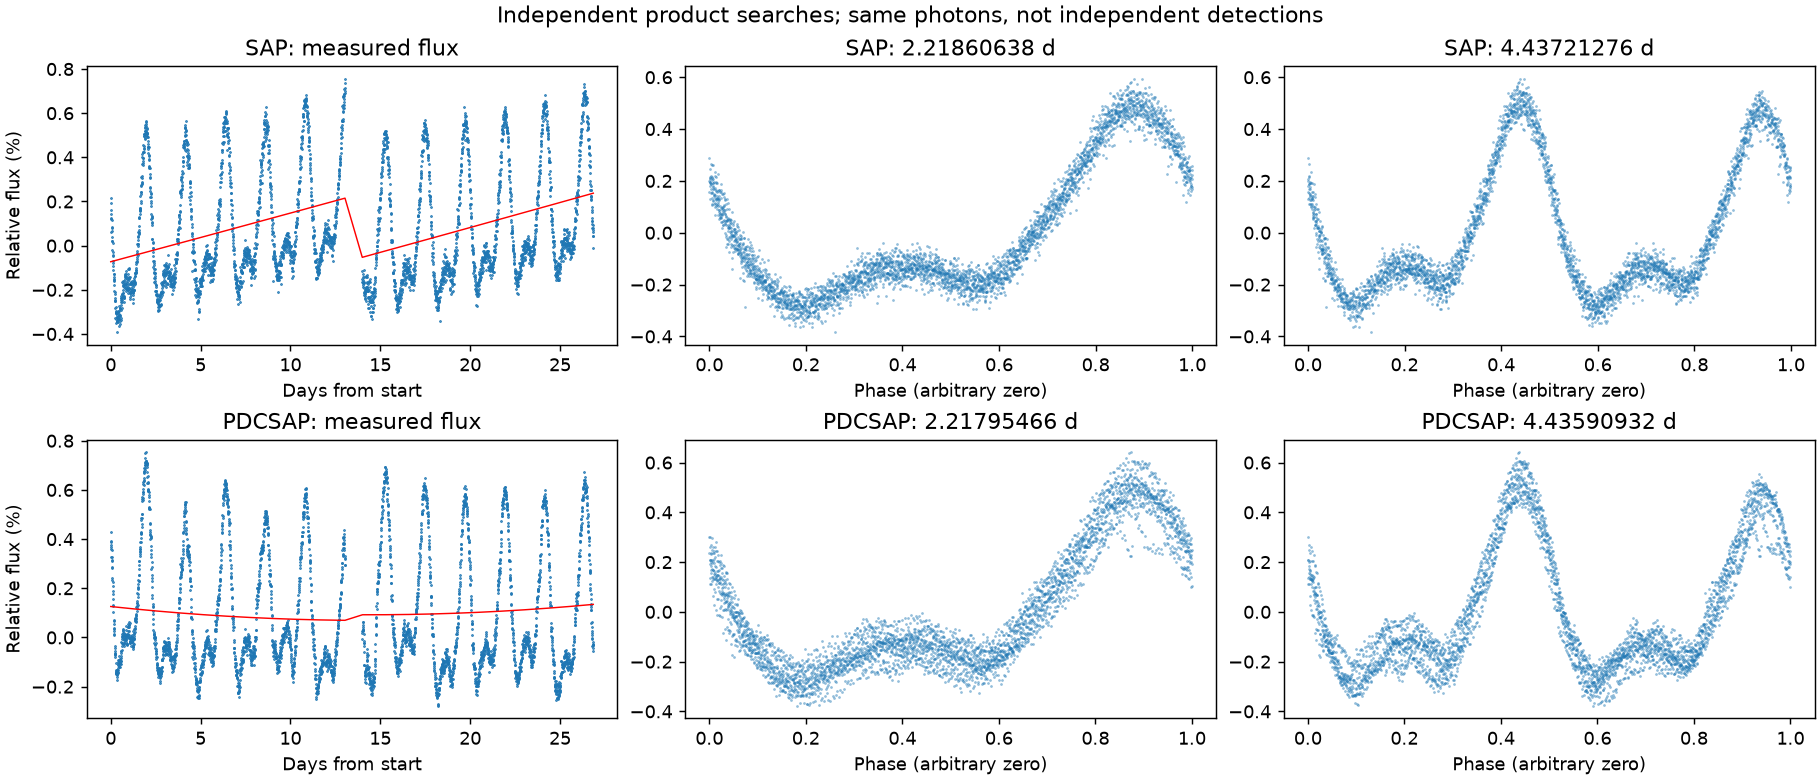 Independent product searches; same photons, not independent detections
SAP: measured flux
SAP: 2.21860638 d
SAP: 4.43721276 d
Relative flux (%)
0.8
0.6
0.4
0.2
0.0
−0.2
−0.4
0 5 10 15 20 25
Days from start
0.6
0.4
0.2
0.0
−0.2
−0.4
0.0 0.2 0.4 0.6 0.8 1.0
Phase (arbitrary zero)
0.6
0.4
0.2
0.0
−0.2
−0.4
0.0 0.2 0.4 0.6 0.8 1.0
Phase (arbitrary zero)
PDCSAP: measured flux
PDCSAP: 2.21795466 d
PDCSAP: 4.43590932 d
Relative flux (%)
0.8
0.6
0.4
0.2
0.0
−0.2
0 5 10 15 20 25
Days from start
0.6
0.4
0.2
0.0
−0.2
−0.4
0.0 0.2 0.4 0.6 0.8 1.0
Phase (arbitrary zero)
0.6
0.4
0.2
0.0
−0.2
−0.4
0.0 0.2 0.4 0.6 0.8 1.0
Phase (arbitrary zero)